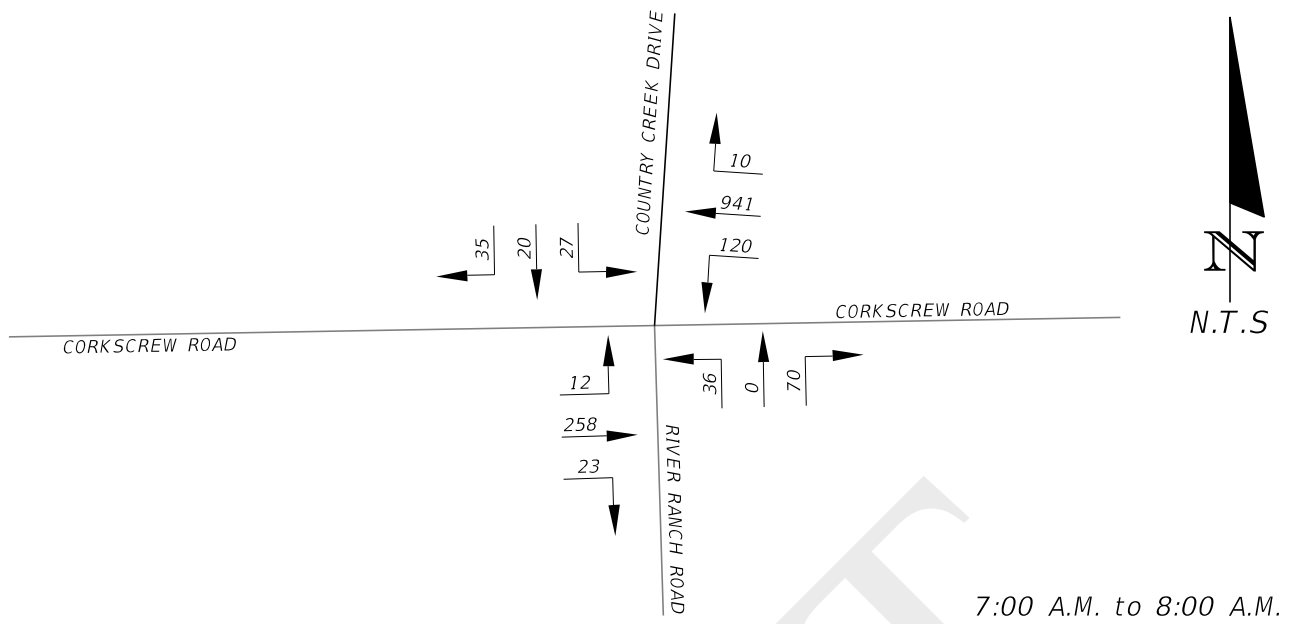 COUNTRY CREEK DRIVE
10
941
120
35
20
27
N
N.T.S
CORKSCREW ROAD
CORKSCREW ROAD
12
258
23
36
0
70
RIVER RANCH ROAD
T
7:00 A.M. to 8:00 A.M.